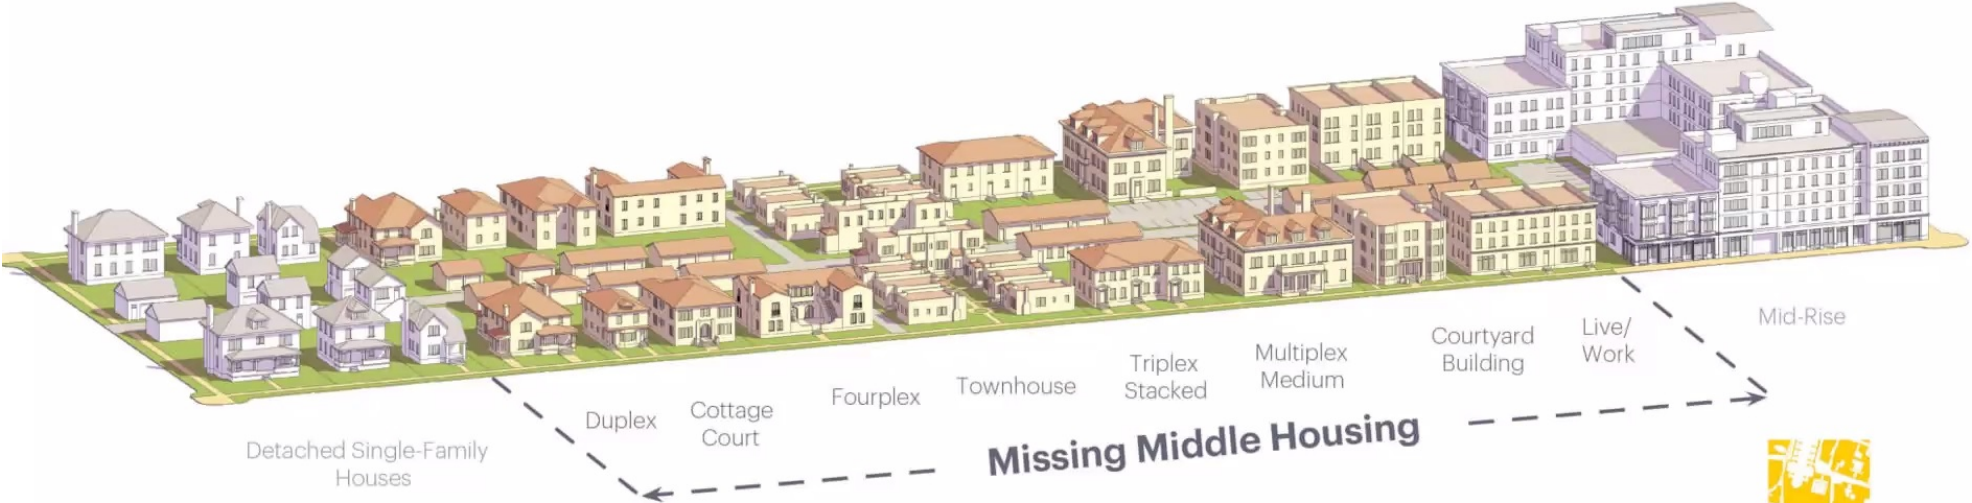 Detached Single-Family
Houses
Duplex
Cottage
Court
Fourplex
Townhouse
Triplex
Stacked
Multiplex
Medium
Courtyard
Building
Live/
Work
Mid-Rise
Missing Middle Housing